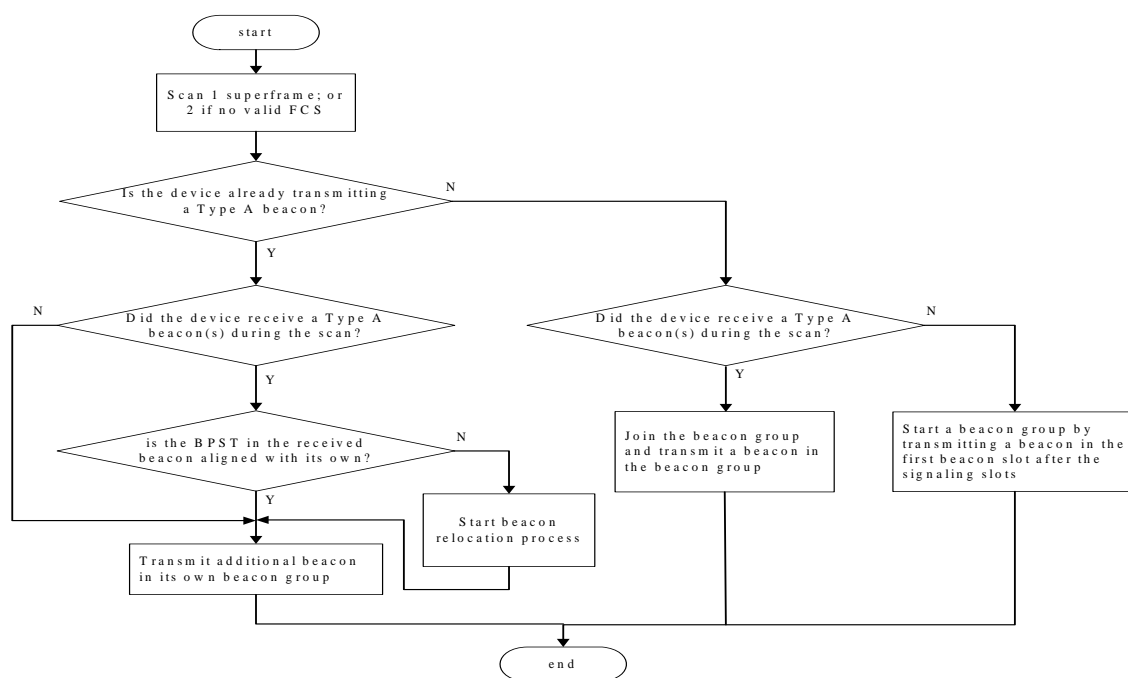 start
Scan 1 superframe; or
2 if no valid FCS
Is the device already transmitting
a Type A beacon?
N
Y
N
Did the device receive a Type A
beacon(s) during the scan?
Y
Did the device receive a Type A
beacon(s) during the scan?
N
Y
is the BPST in the received
beacon aligned with its own?
N
Y
Join the beacon group
and transmit a beacon in
the beacon group
Start a beacon group by
transmitting a beacon in the
first beacon slot after the
signaling slots
Start beacon
relocation process
Transmit additional beacon
in its own beacon group
end